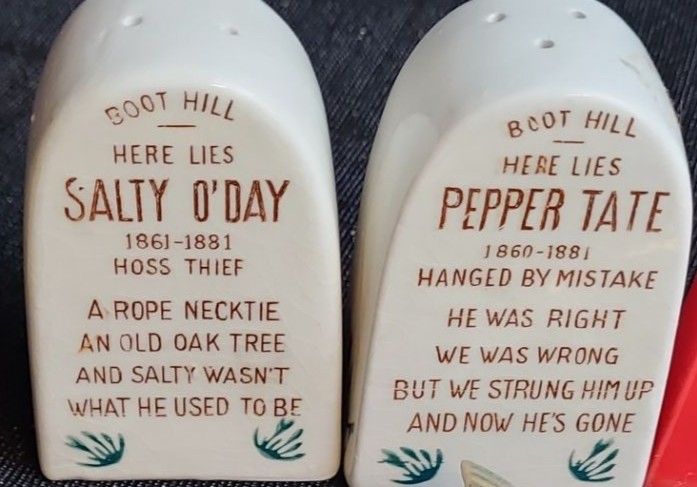 BOOT HILL
HERE LIES
SALTY O'DAY
1861-1881
HOSS THIEF
A ROPE NECKTIE
AN OLD OAK TREE
AND SALTY WASN'T
WHAT HE USED TO BE
BOOT HILL
HERE LIES
PEPPER TATE
1860-1881
HANGED BY MISTAKE
HE WAS RIGHT
WE WAS WRONG
BUT WE STRUNG HIM UP
AND NOW HE'S GONE